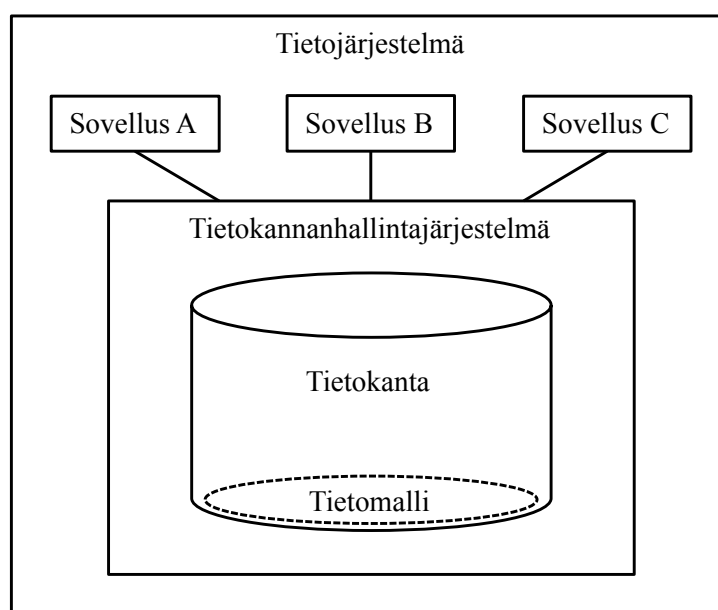 Tietojärjestelmä
Sovellus A
Sovellus B
Sovellus C
Tietokannanhallintajärjestelmä
Tietokanta
Tietomalli